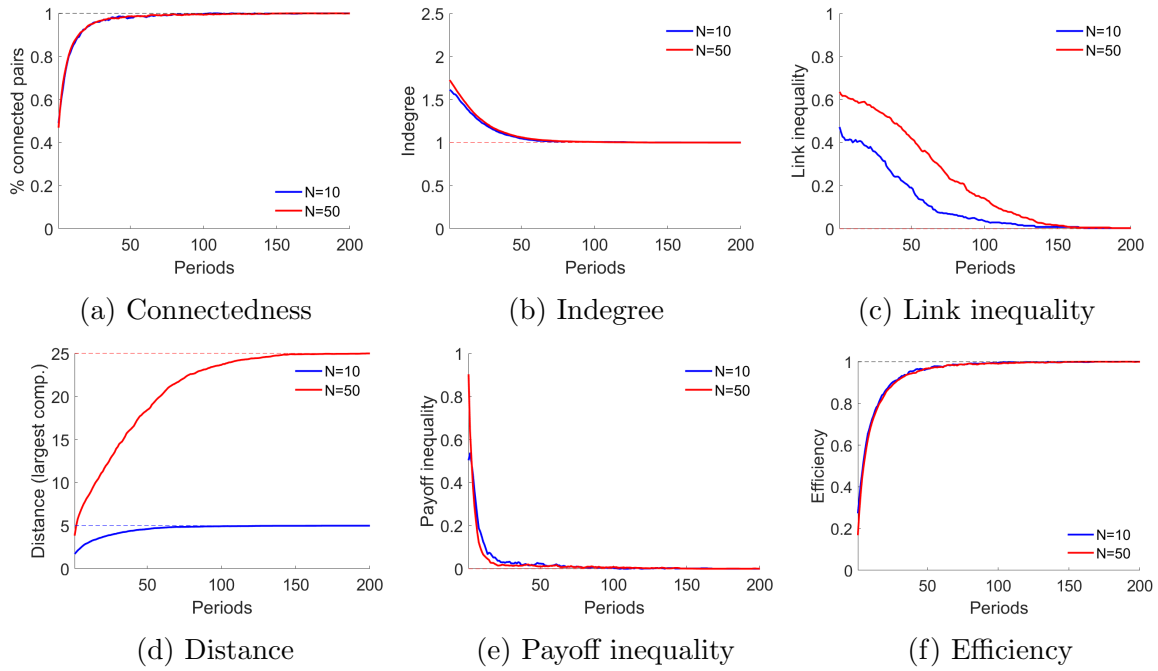 % connected pairs
1
0.8
0.6
0.4
0.2
0
N=10
N=50
50 100 150 200
Periods
(a) Connectedness
Indegree
2.5
2
1.5
1
0.5
0
N=10
N=50
50 100 150 200
Periods
(b) Indegree
Link inequality
1
0.8
0.6
0.4
0.2
0
N=10
N=50
50 100 150 200
Periods
(c) Link inequality
Distance (largest comp.)
25
20
15
10
5
0
N=10
N=50
50 100 150 200
Periods
(d) Distance
Payoff inequality
1
0.8
0.6
0.4
0.2
0
N=10
N=50
50 100 150 200
Periods
(e) Payoff inequality
Efficiency
1
0.8
0.6
0.4
0.2
0
N=10
N=50
50 100 150 200
Periods
(f) Efficiency